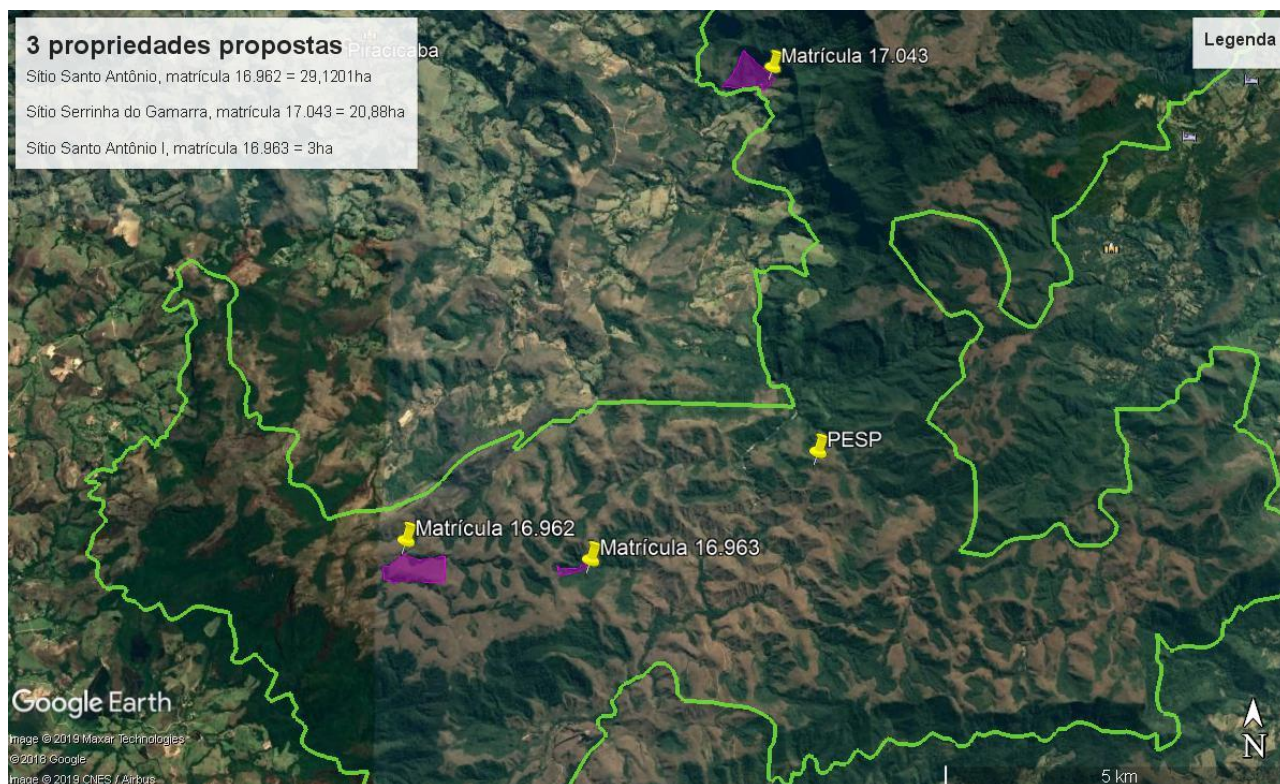 3 propriedades propostas
Piracicaba
Sítio Santo Antônio, matrícula 16.962 = 29,1201ha
Sítio Serrinha do Gamarra, matrícula 17.043 = 20,88ha
Sítio Santo Antônio I, matrícula 16.963 = 3ha
Legenda
Matrícula 17.043
PESP
Matrícula 16.962
Matrícula 16.963
Google Earth
Image © 2019 Maxar Technologies
© 2018 Google
Image © 2019 CNES / Airbus
N
5 km